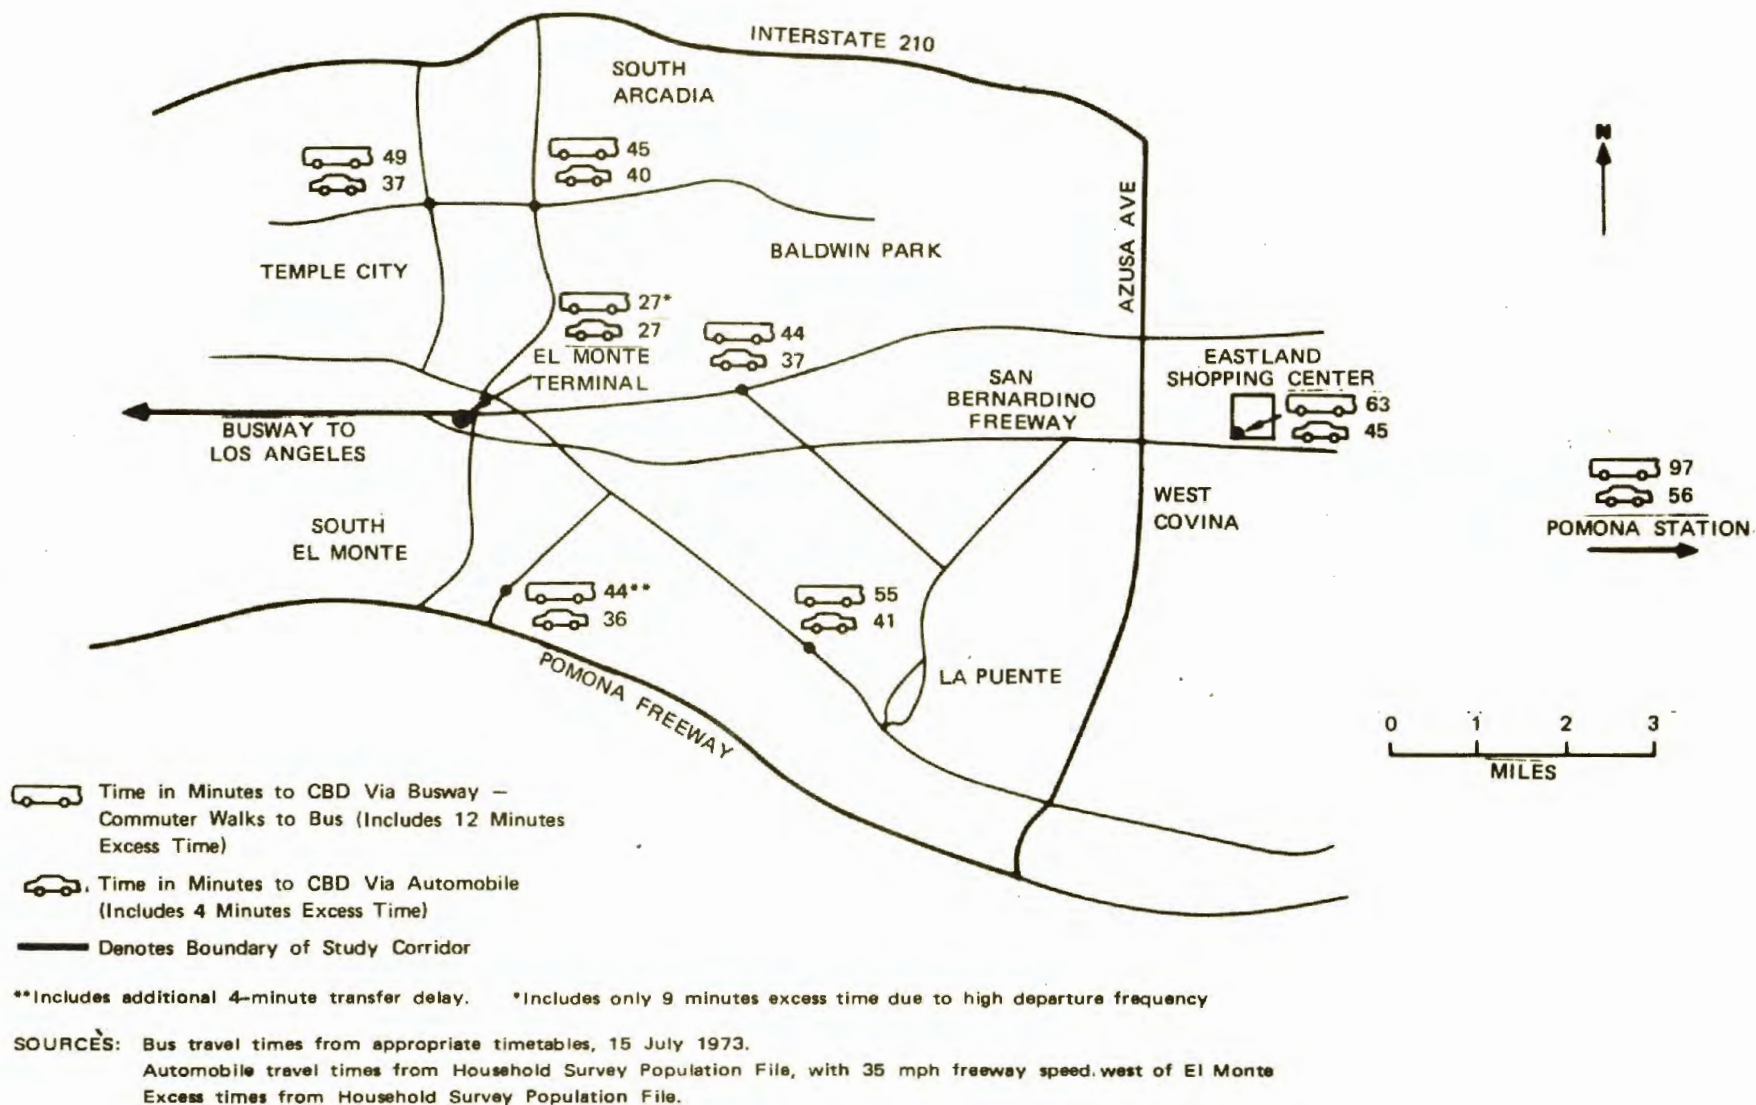 INTERSTATE 210
SOUTH
ARCADIA
49
37
45
40
N
AZUSA AVE
TEMPLE CITY
BALDWIN PARK
27*
27
EL MONTE
TERMINAL
44
37
EASTLAND
SHOPPING CENTER
63
45
SAN
BERNARDINO
FREEWAY
BUSWAY TO
LOS ANGELES
97
56
POMONA STATION
WEST
COVINA
SOUTH
EL MONTE
44**
36
55
41
LA PUENTE
POMONA FREEWAY
0 1 2 3
MILES
Time in Minutes to CBD Via Busway –
Commuter Walks to Bus (Includes 12 Minutes
Excess Time)
Time in Minutes to CBD Via Automobile
(Includes 4 Minutes Excess Time)
Denotes Boundary of Study Corridor
**Includes additional 4-minute transfer delay. *Includes only 9 minutes excess time due to high departure frequency
SOURCES: Bus travel times from appropriate timetables, 15 July 1973.
Automobile travel times from Household Survey Population File, with 35 mph freeway speed.west of El Monte
Excess times from Household Survey Population File.